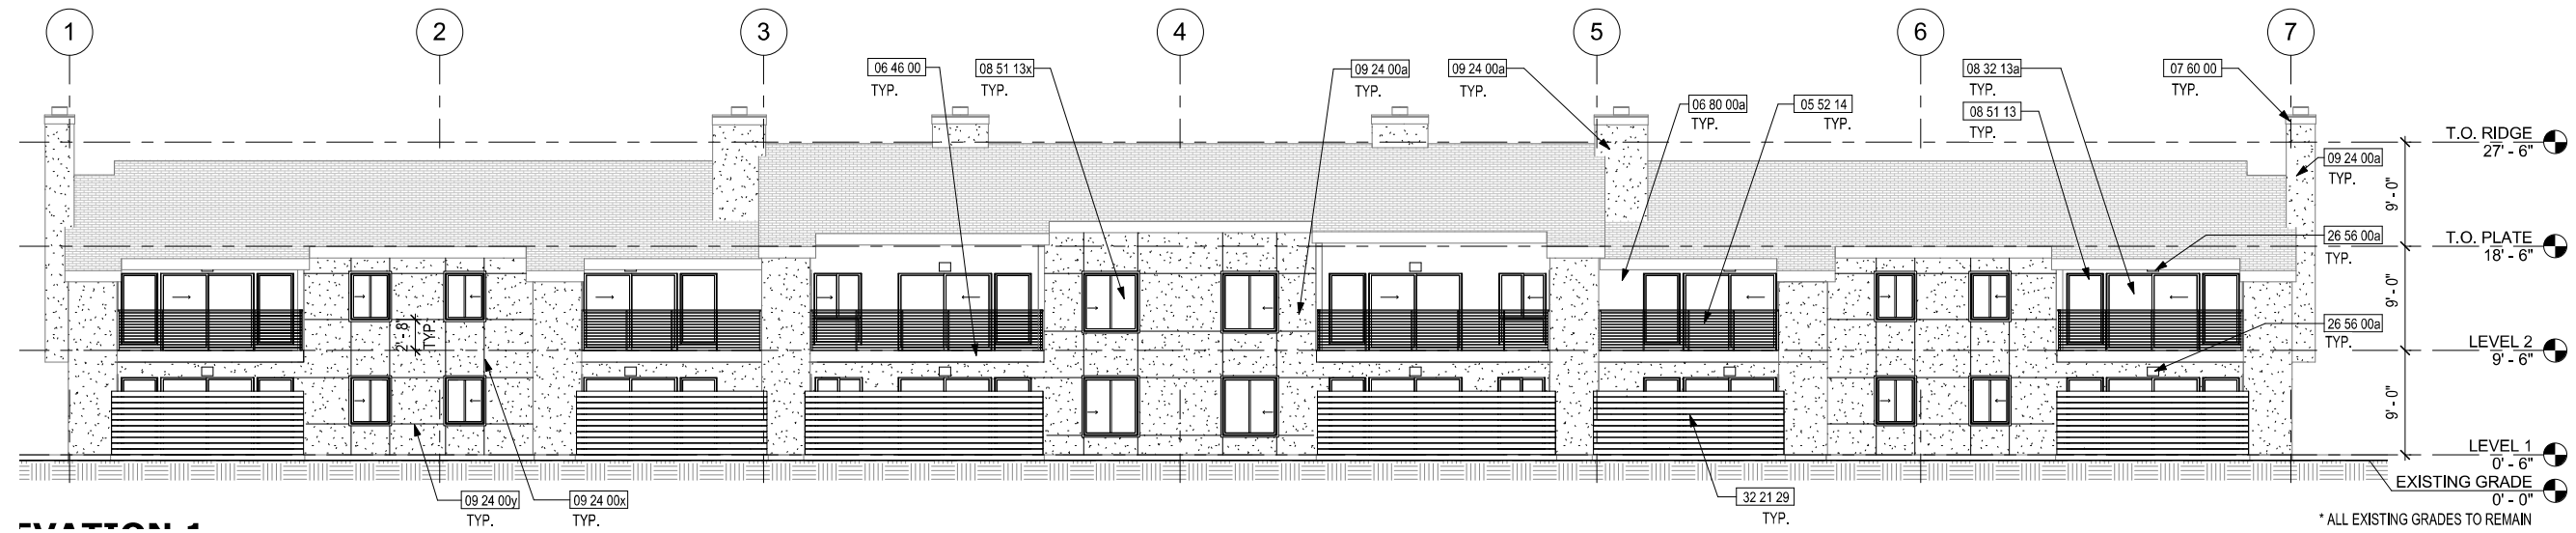 1
2
3
4
5
6
7
06 46 00
TYP.
08 51 13x
TYP.
09 24 00a
TYP.
09 24 00a
TYP.
06 80 00a
TYP.
05 52 14
TYP.
08 32 13a
TYP.
08 51 13
TYP.
07 60 00
TYP.
T.O. RIDGE
27' - 6"
09 24 00a
TYP.
9' - 0"
26 56 00a
TYP.
T.O. PLATE
18' - 6"
9' - 0"
2' - 8"
TYP.
26 56 00a
TYP.
LEVEL 2
9' - 6"
9' - 0"
LEVEL 1
0' - 6"
EXISTING GRADE
0' - 0"
09 24 00y
TYP.
09 24 00x
TYP.
32 21 29
TYP.
* ALL EXISTING GRADES TO REMAIN